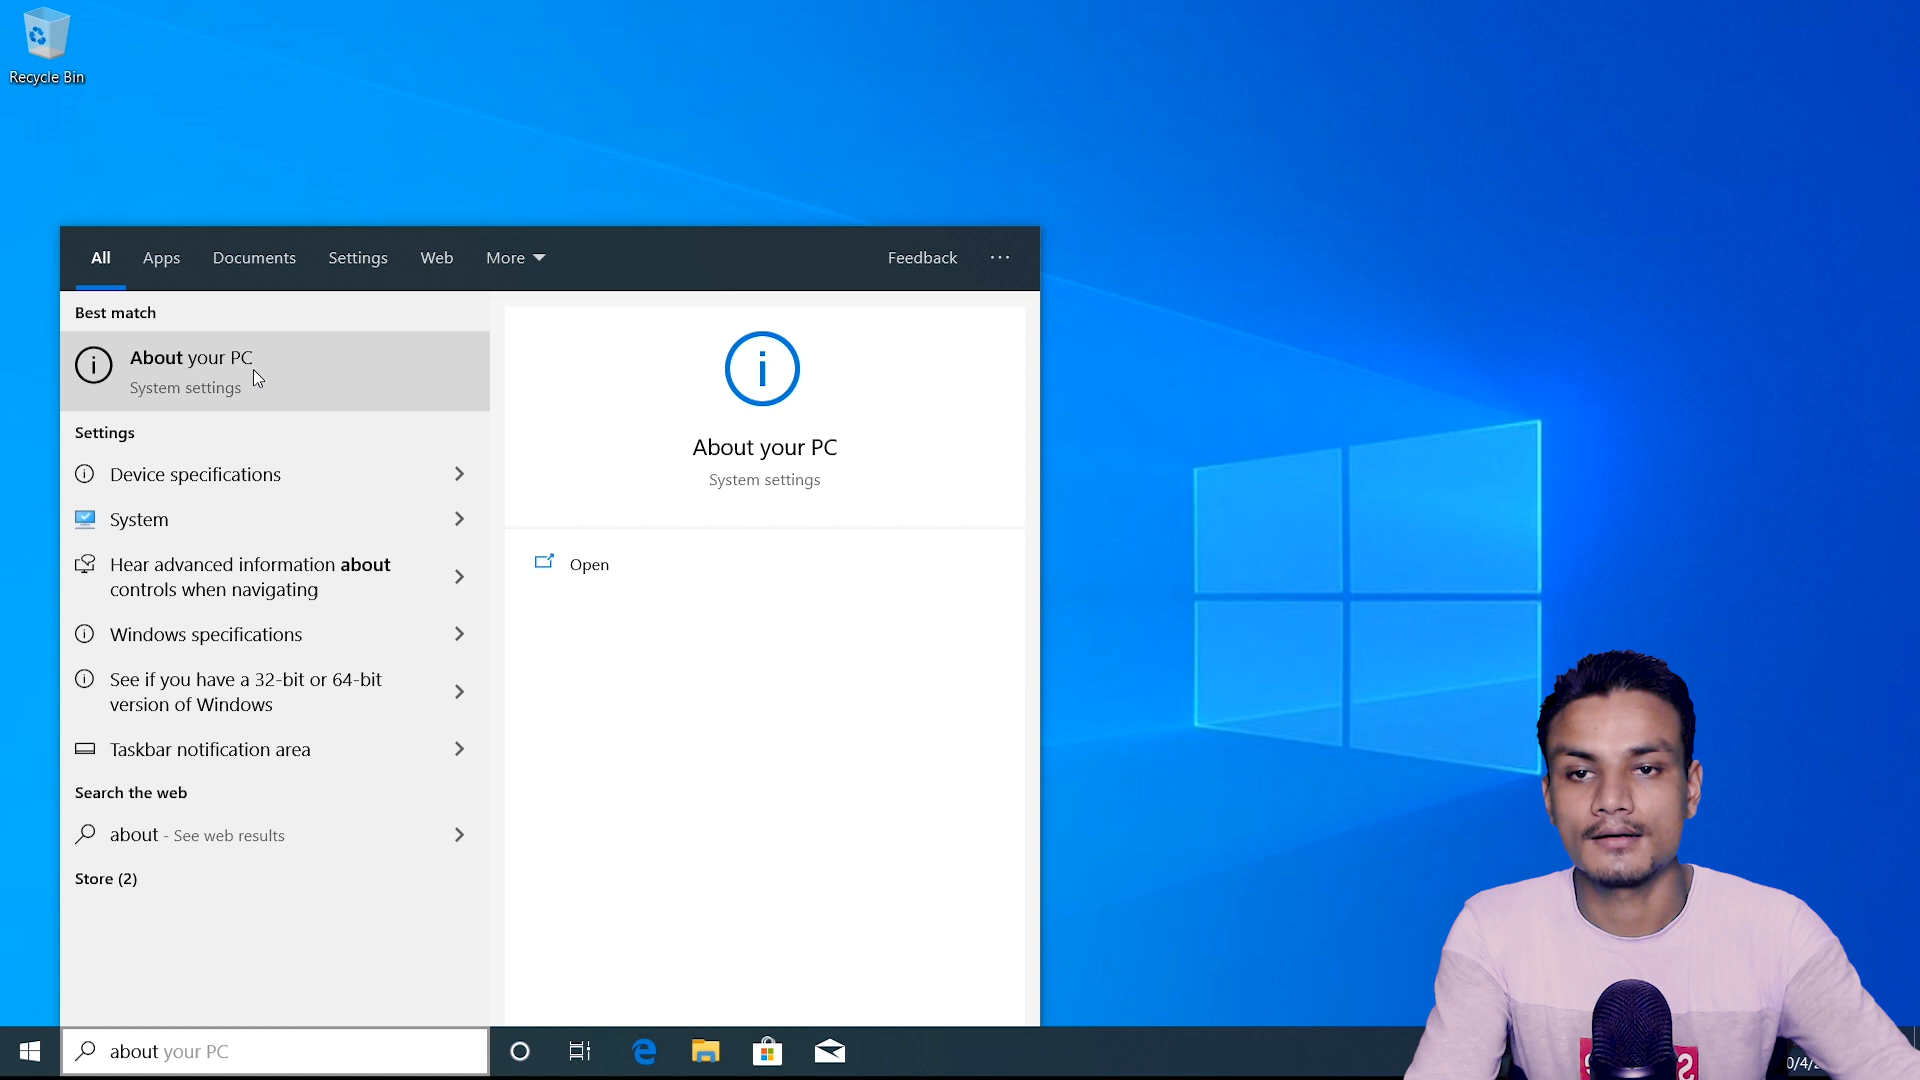 Recycle Bin
All Apps Documents Settings Web More Feedback ...
Best match
About your PC
System settings
Settings
Device specifications
System
Hear advanced information about
controls when navigating
Windows specifications
See if you have a 32-bit or 64-bit
version of Windows
Taskbar notification area
Search the web
about - See web results
Store (2)
About your PC
System settings
Open
about your PC
0/4/